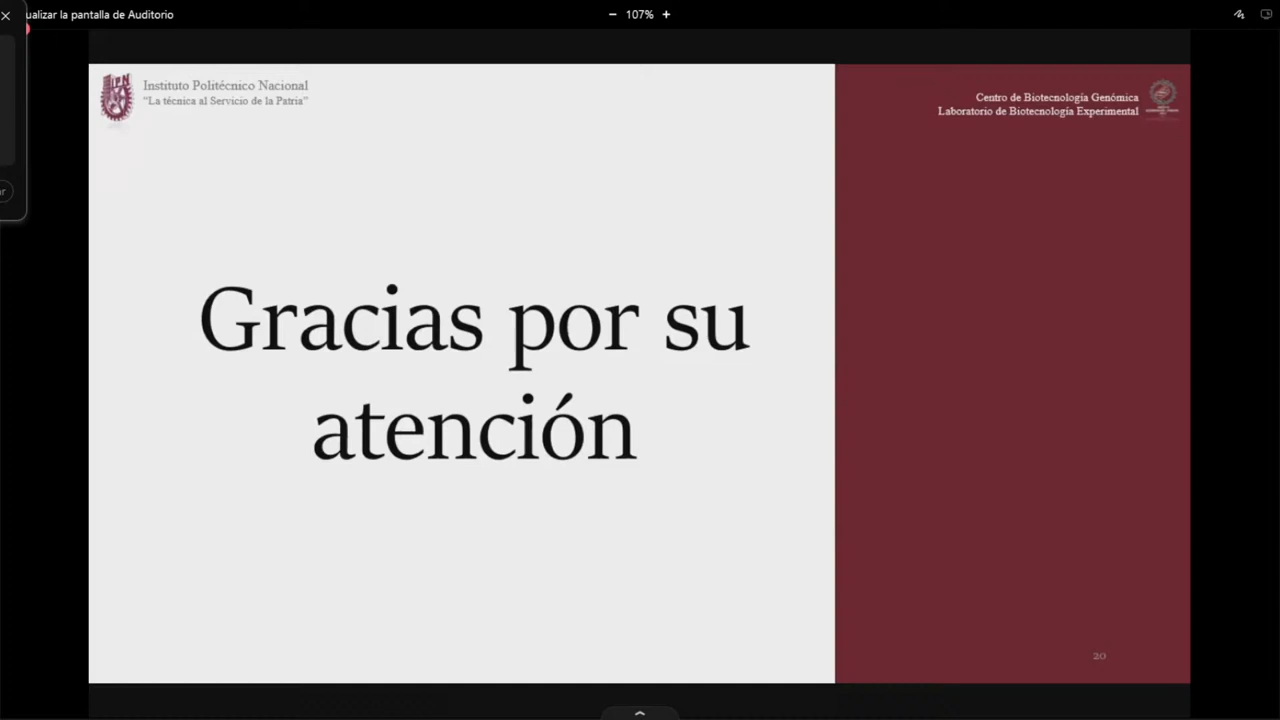 ualizar la pantalla de Auditorio
− 107% +
Instituto Politécnico Nacional
"La técnica al Servicio de la Patria"
Centro de Biotecnología Genómica
Laboratorio de Biotecnología Experimental
ar
Gracias por su
atención
20